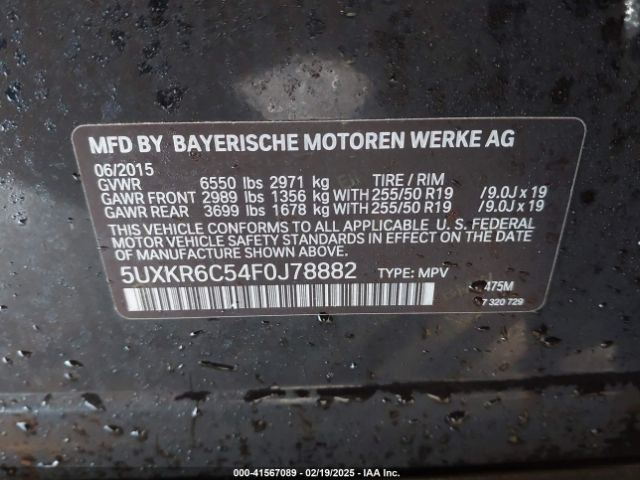 MFD BY BAYERISCHE MOTOREN WERKE AG
06/2015
GVWR 6550 lbs 2971 kg TIRE / RIM
GAWR FRONT 2989 lbs 1356 kg WITH 255/50 R19 /9.0J x 19
GAWR REAR 3699 lbs 1678 kg WITH 255/50 R19 /9.0J x 19
THIS VEHICLE CONFORMS TO ALL APPLICABLE U. S. FEDERAL
MOTOR VEHICLE SAFETY STANDARDS IN EFFECT ON THE DATE
OF MANUFACTURE SHOWN ABOVE.
5UXKR6C54F0J78882 TYPE: MPV
475M
7 320 729
000-41567089 - 02/19/2025 - IAA Inc.